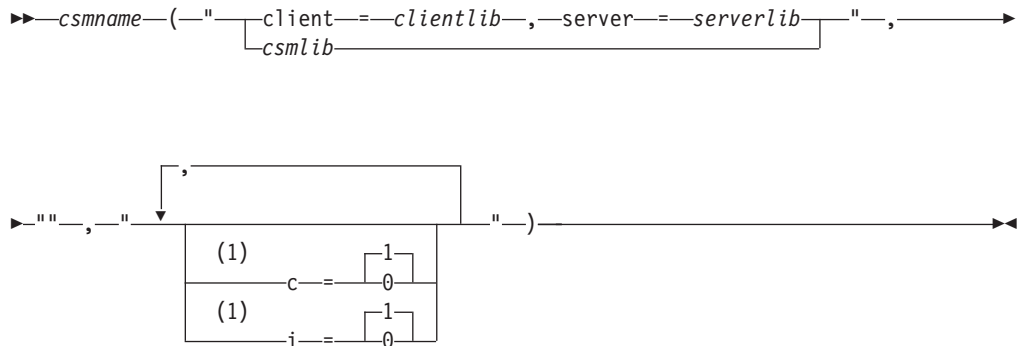 csmname ( " client = clientlib , server = serverlib " ,
csmlib
,
"" , " " )
(1)
1
c = 0
(1)
1
i = 0